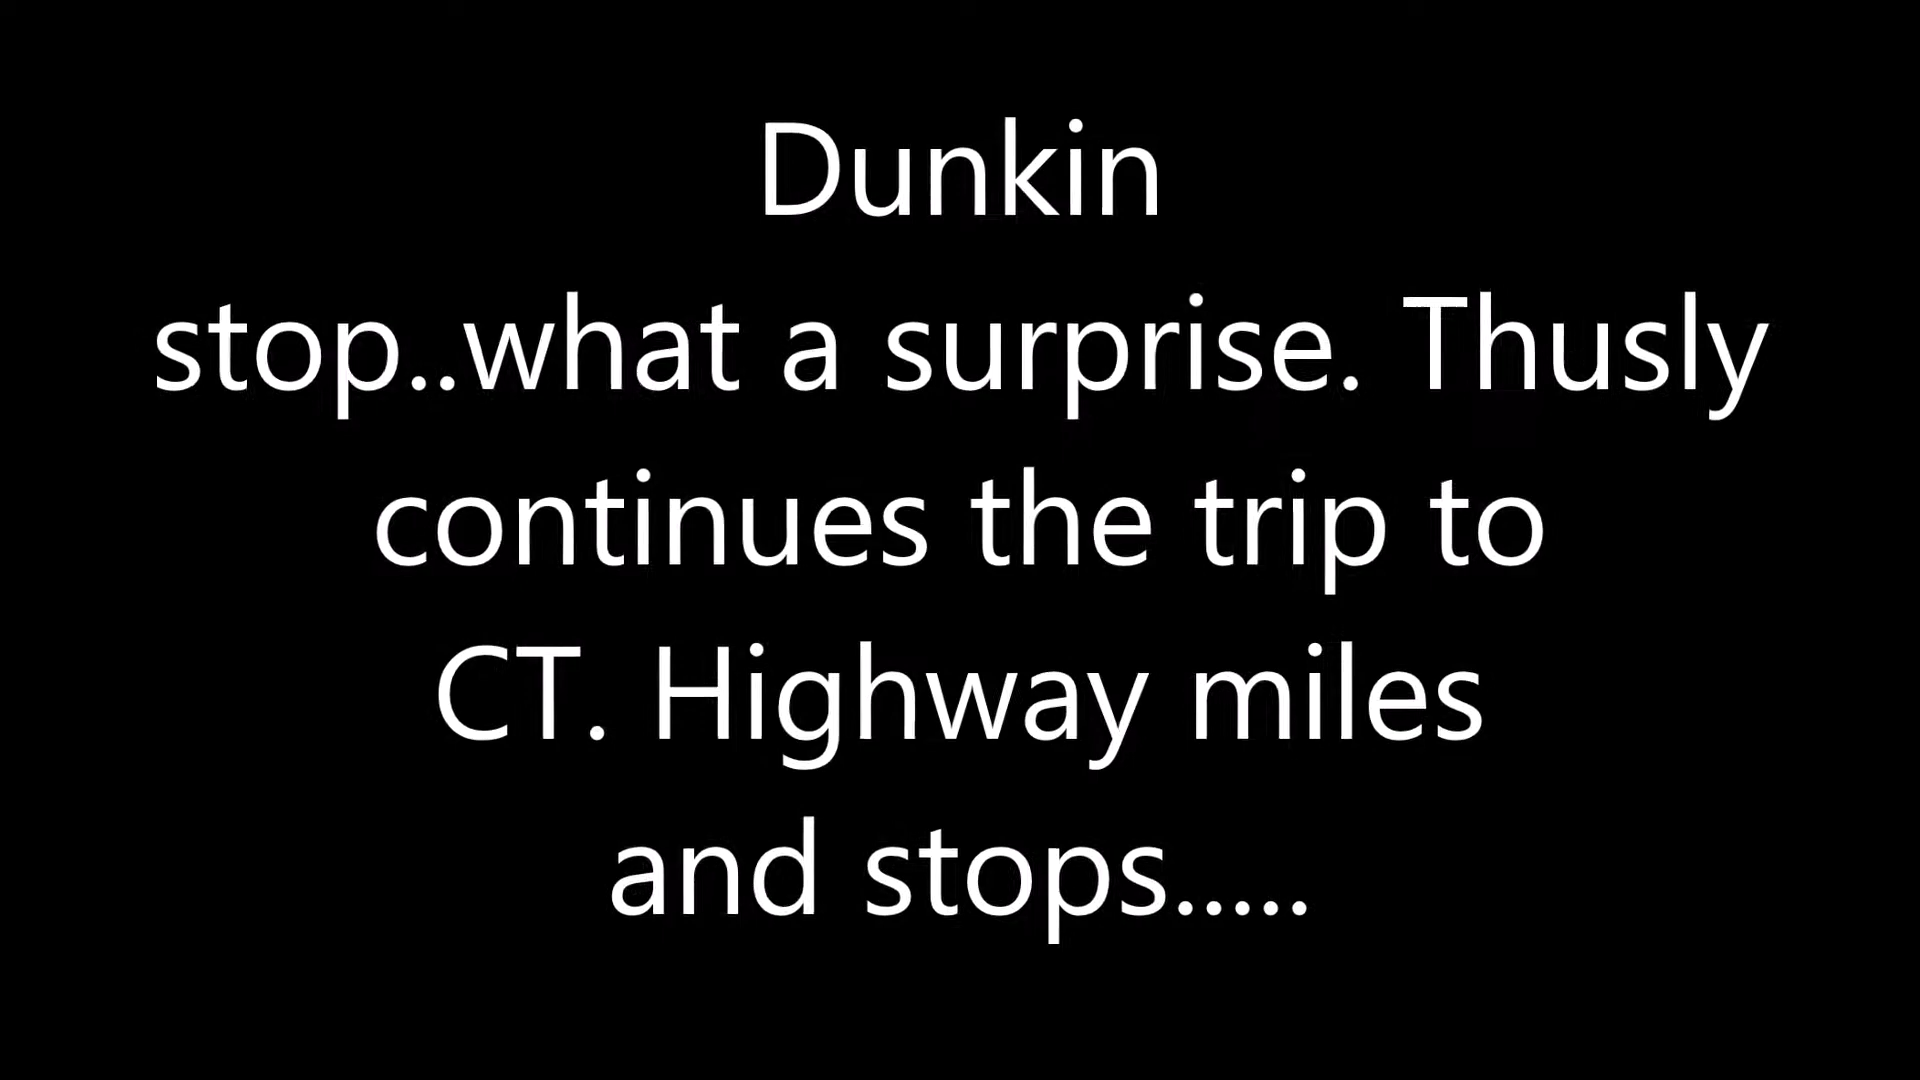 Dunkin
stop..what a surprise. Thusly
continues the trip to
CT. Highway miles
and stops.....